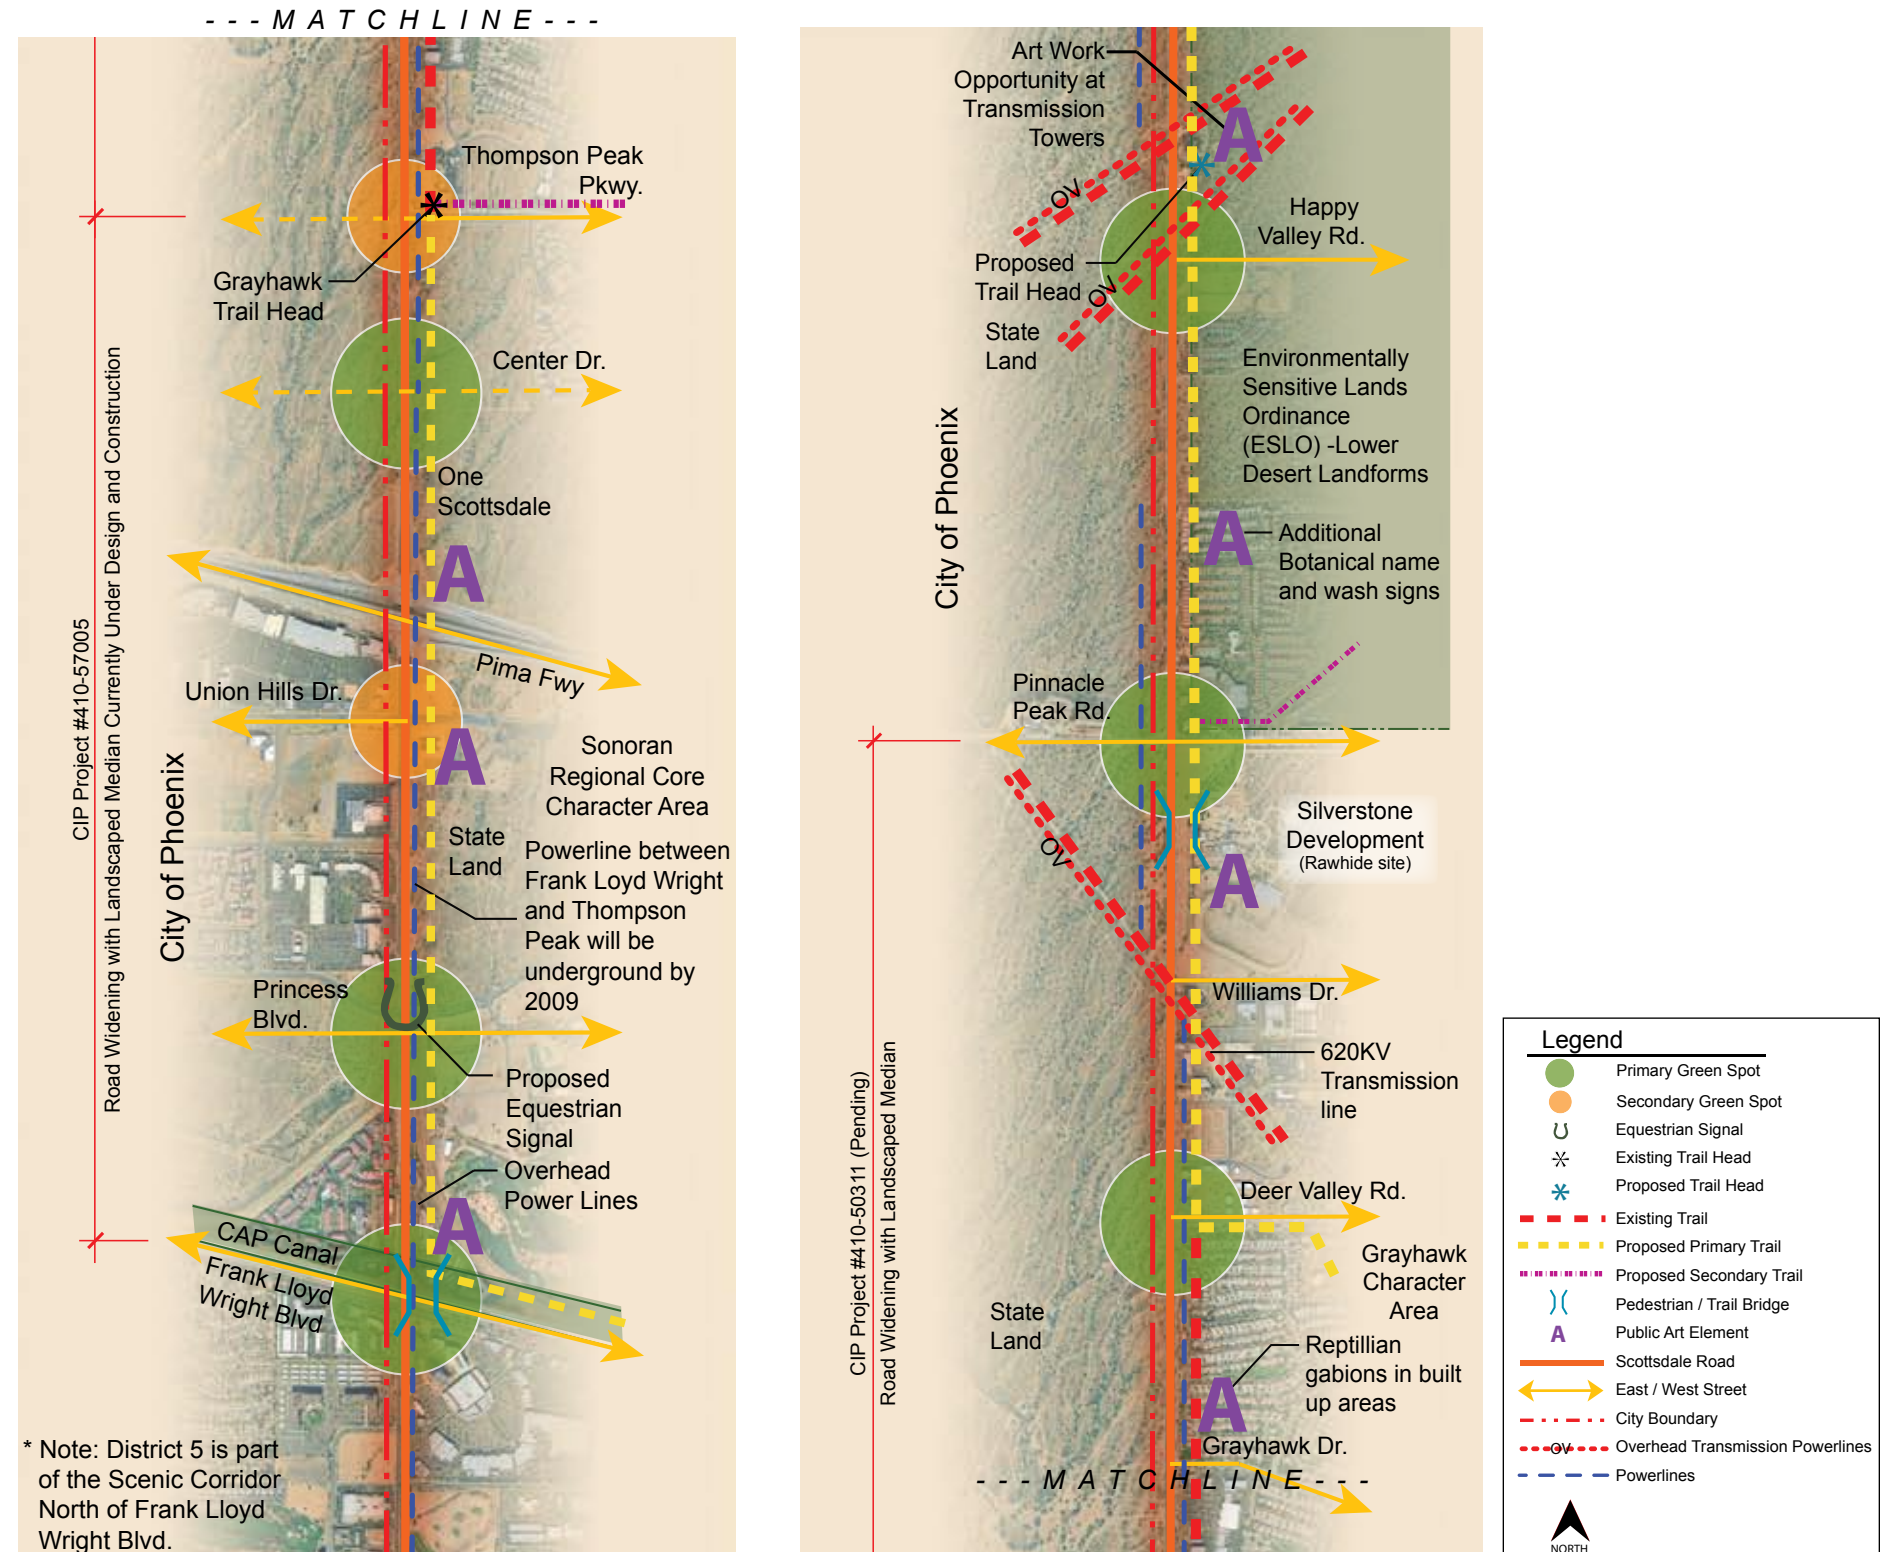 - - - M A T C H L I N E - - -
Thompson Peak
Pkwy.
Grayhawk
Trail Head
Center Dr.
One
Scottsdale
CIP Project #410-57005
Road Widening with Landscaped Median Currently Under Design and Construction
City of Phoenix
Pima Fwy
Union Hills Dr.
A
A
Sonoran
Regional Core
Character Area
State
Land
Powerline between
Frank Loyd Wright
and Thompson
Peak will be
underground by
2009
Princess
Blvd.
Proposed
Equestrian
Signal
Overhead
Power Lines
A
CAP Canal
Frank Lloyd
Wright Blvd
* Note: District 5 is part
of the Scenic Corridor
North of Frank Lloyd
Wright Blvd.
Art Work
Opportunity at
Transmission
Towers
A
OV
Happy
Valley Rd.
Proposed
Trail Head
OV
State
Land
Environmentally
Sensitive Lands
Ordinance
(ESLO) -Lower
Desert Landforms
City of Phoenix
A
Additional
Botanical name
and wash signs
Pinnacle
Peak Rd.
Silverstone
Development
(Rawhide site)
OV
A
Williams Dr.
620KV
Transmission
line
CIP Project #410-50311 (Pending)
Road Widening with Landscaped Median
Deer Valley Rd.
Grayhawk
Character
Area
State
Land
Reptillian
gabions in built
up areas
A
Grayhawk Dr.
- - - M A T C H L I N E - - -
Legend
Primary Green Spot
Secondary Green Spot
Equestrian Signal
Existing Trail Head
Proposed Trail Head
Existing Trail
Proposed Primary Trail
Proposed Secondary Trail
Pedestrian / Trail Bridge
A Public Art Element
Scottsdale Road
East / West Street
City Boundary
OV Overhead Transmission Powerlines
Powerlines
NORTH